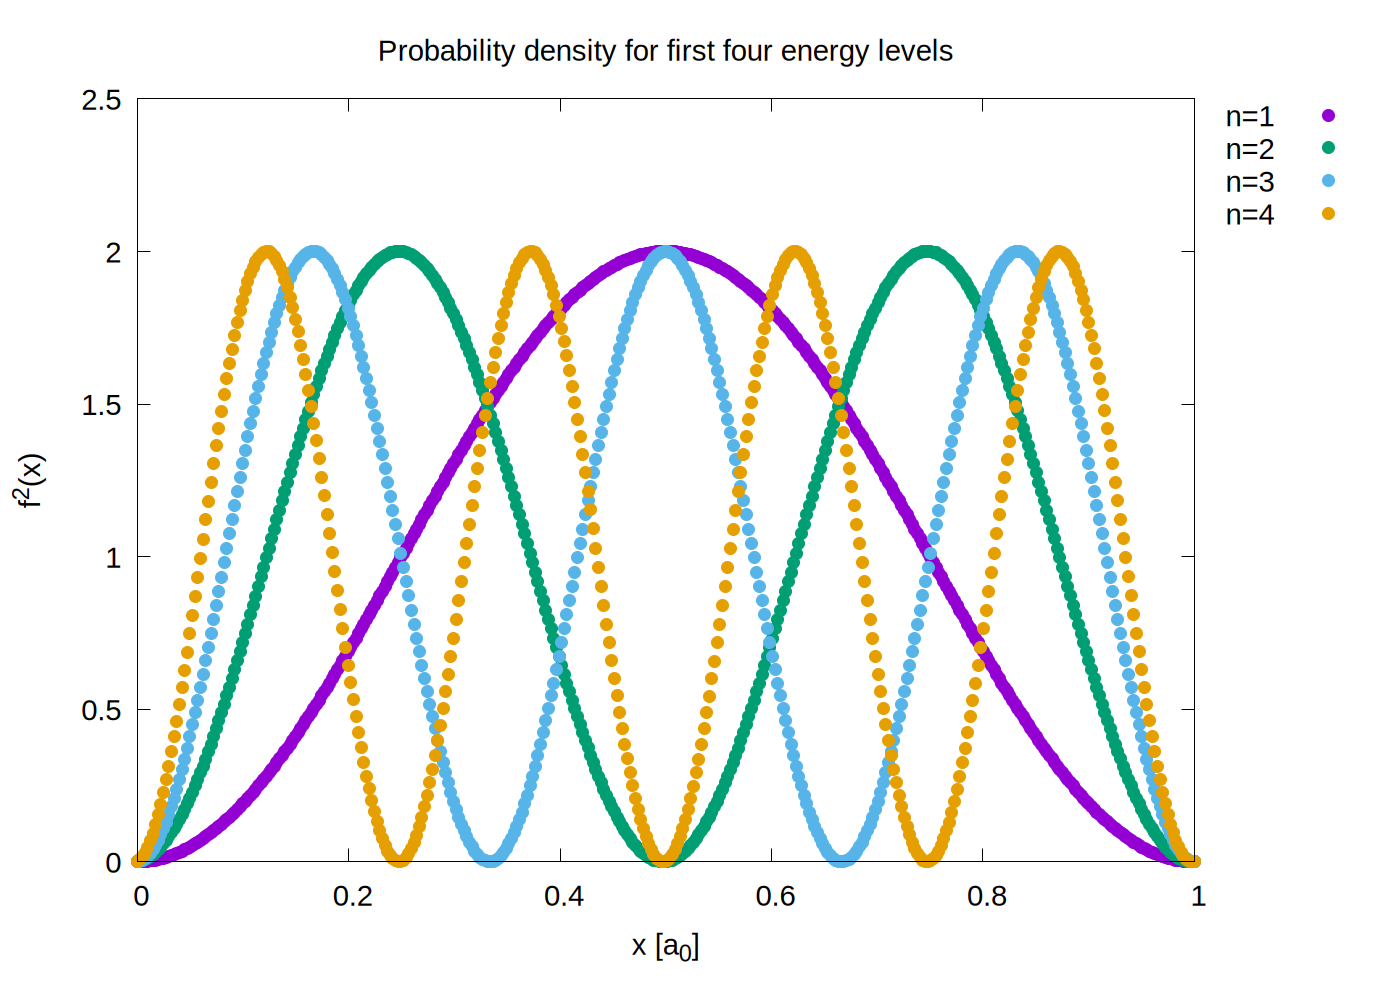 Probability density for first four energy levels
2.5
2
1.5
1
0.5
0
f²(x)
0 0.2 0.4 0.6 0.8 1
x [a₀]
n=1
n=2
n=3
n=4